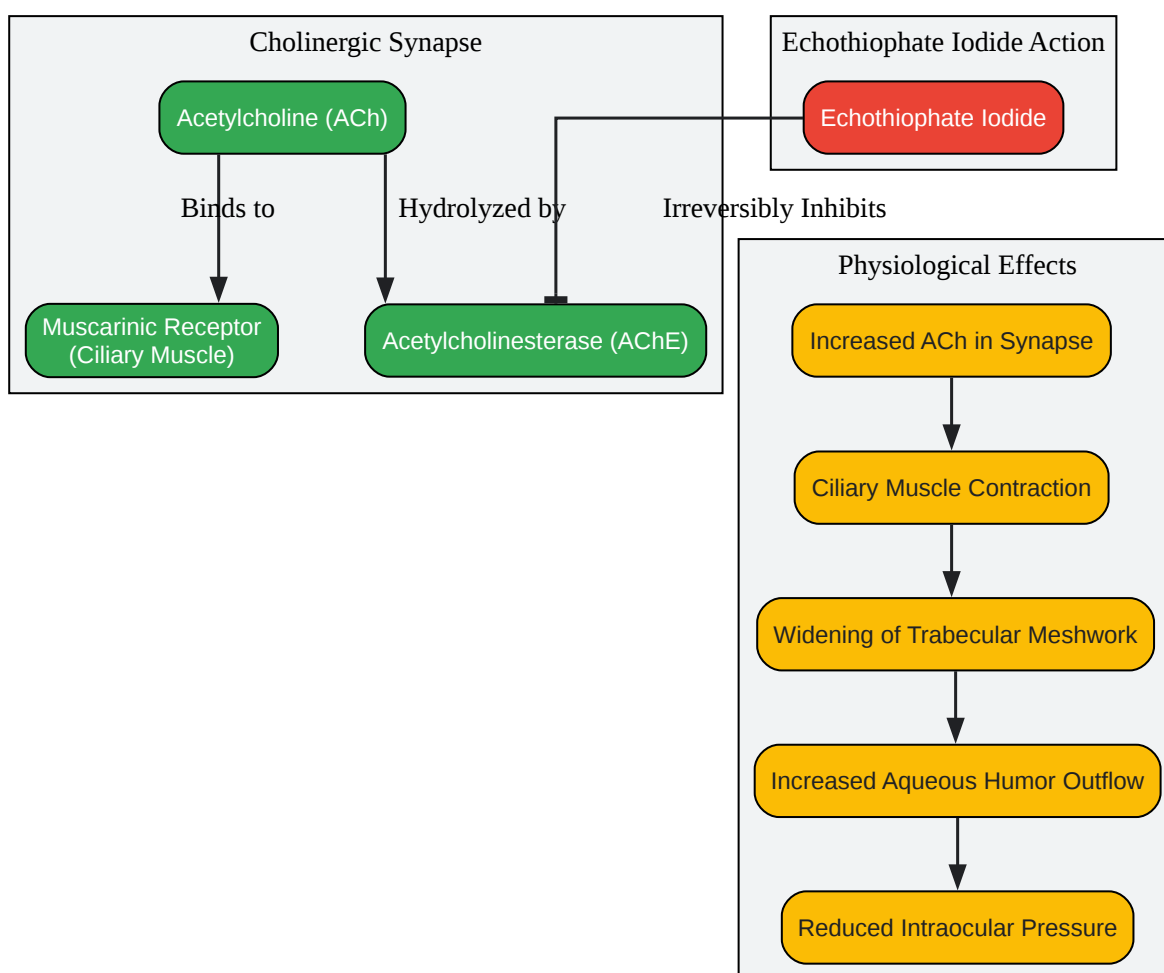 Cholinergic Synapse
Echothiophate Iodide Action
Acetylcholine (ACh)
Echothiophate Iodide
Binds to
Hydrolyzed by
Irreversibly Inhibits
Muscarinic Receptor
(Ciliary Muscle)
Acetylcholinesterase (AChE)
Physiological Effects
Increased ACh in Synapse
Ciliary Muscle Contraction
Widening of Trabecular Meshwork
Increased Aqueous Humor Outflow
Reduced Intraocular Pressure